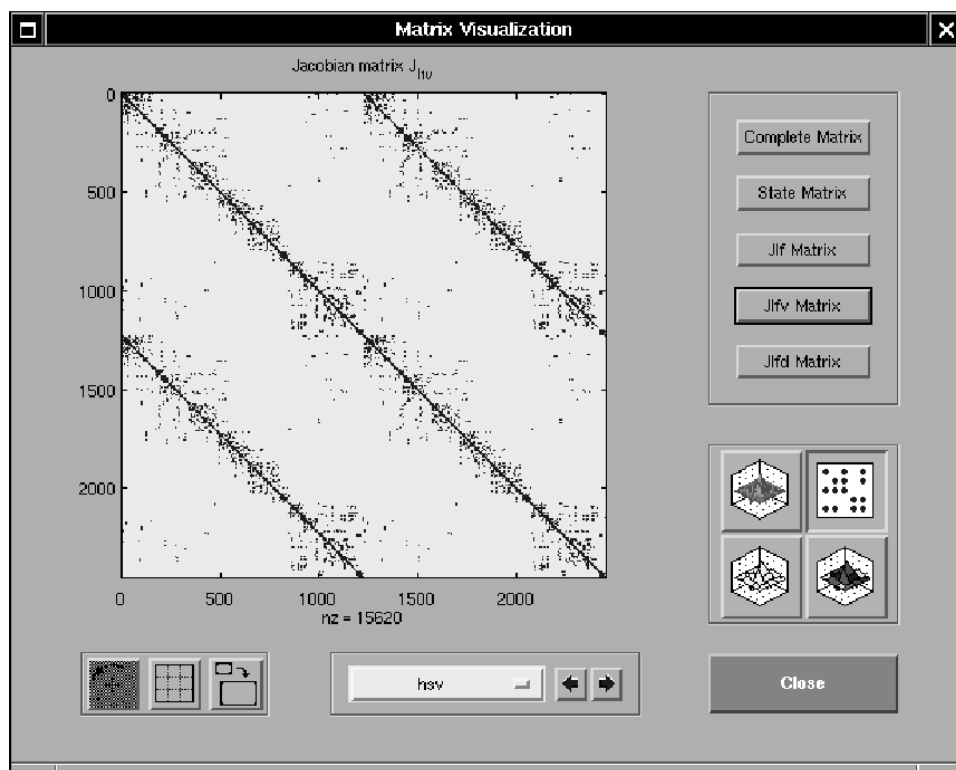 Matrix Visualization
Jacobian matrix J
0
500
1000
1500
2000
0 500 1000 1500 2000
nz = 15620
Complete Matrix
State Matrix
Jlf Matrix
Jlfv Matrix
Jlfd Matrix
hsv
Close